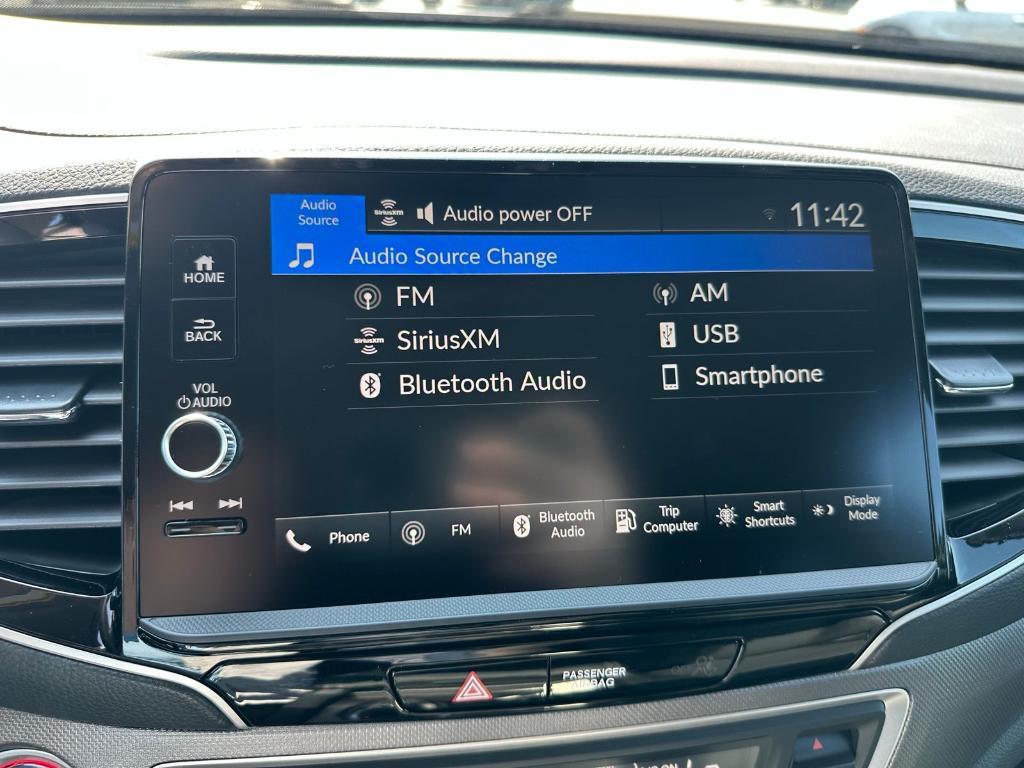 Audio
Source
SiriusXM
Audio power OFF
11:42
Audio Source Change
HOME
BACK
VOL
AUDIO
FM
AM
SiriusXM
SiriusXM
USB
Bluetooth Audio
Smartphone
Phone
FM
Bluetooth
Audio
Trip
Computer
Smart
Shortcuts
Display
Mode
PASSENGER
AIRBAG